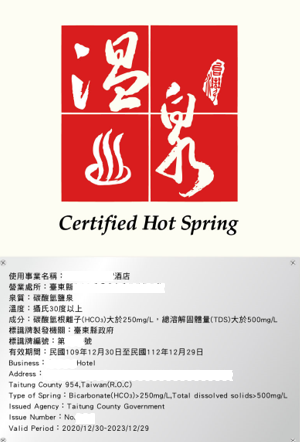 溫泉
台灣
Certified Hot Spring
使用事業名稱： 酒店
營業處所：臺東縣
泉質：碳酸氫鹽泉
溫度：攝氏30度以上
成分：碳酸氫根離子(HCO₃)大於250mg/L，總溶解固體量(TDS)大於500mg/L
標識牌製發機關：臺東縣政府
標識牌編號：第 號
有效期間：民國109年12月30日至民國112年12月29日
Business： Hotel
Address：
Taitung County 954,Taiwan(R.O.C)
Type of Spring：Bicarbonate(HCO₃)>250mg/L,Total dissolved solids>500mg/L
Issued Agency：Taitung County Government
Issue Number：No.
Valid Period：2020/12/30-2023/12/29